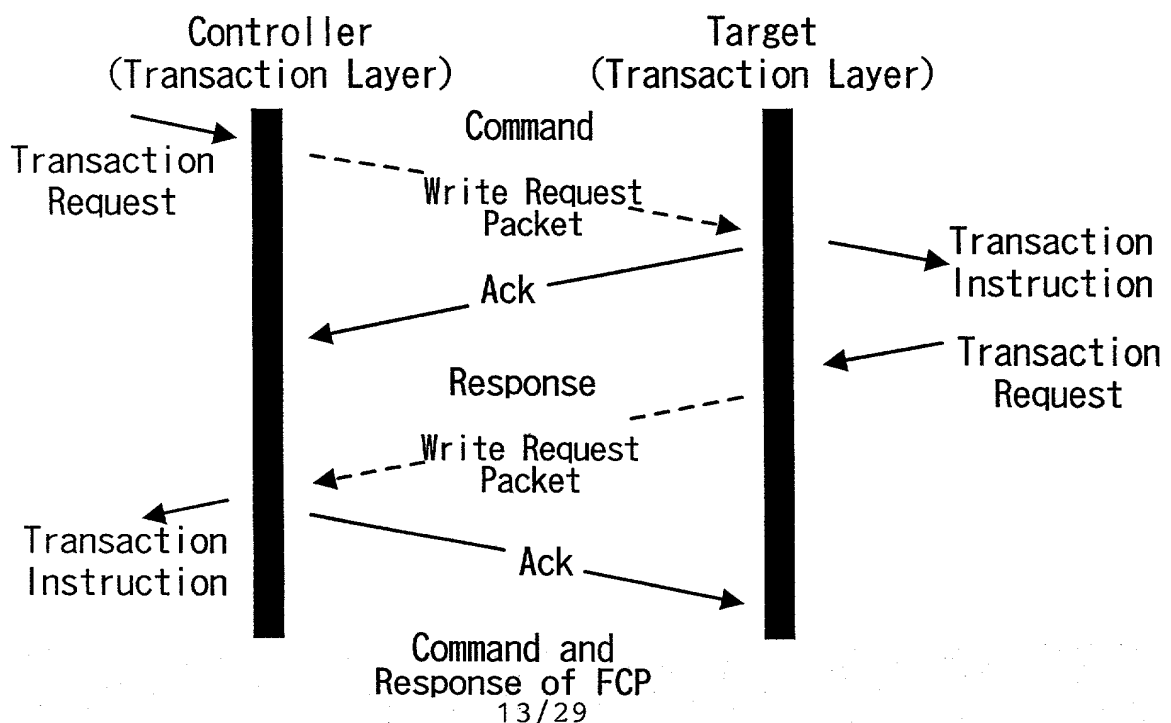 Controller
(Transaction Layer)
Target
(Transaction Layer)
Command
Transaction
Request
Write Request
Packet
Transaction
Instruction
Ack
Transaction
Request
Response
Write Request
Packet
Transaction
Instruction
Ack
Command and
Response of FCP
13/29